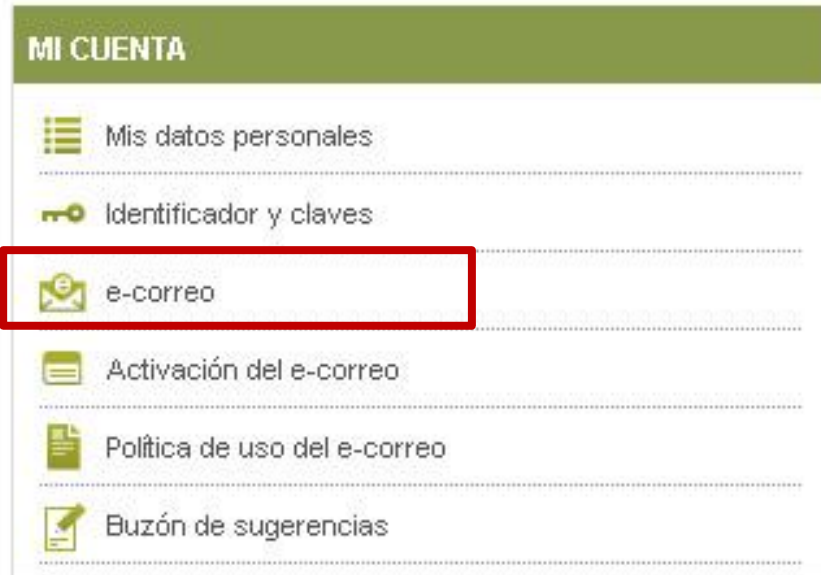 MI CUENTA
Mis datos personales
Identificador y claves
e-correo
Activación del e-correo
Política de uso del e-correo
Buzón de sugerencias